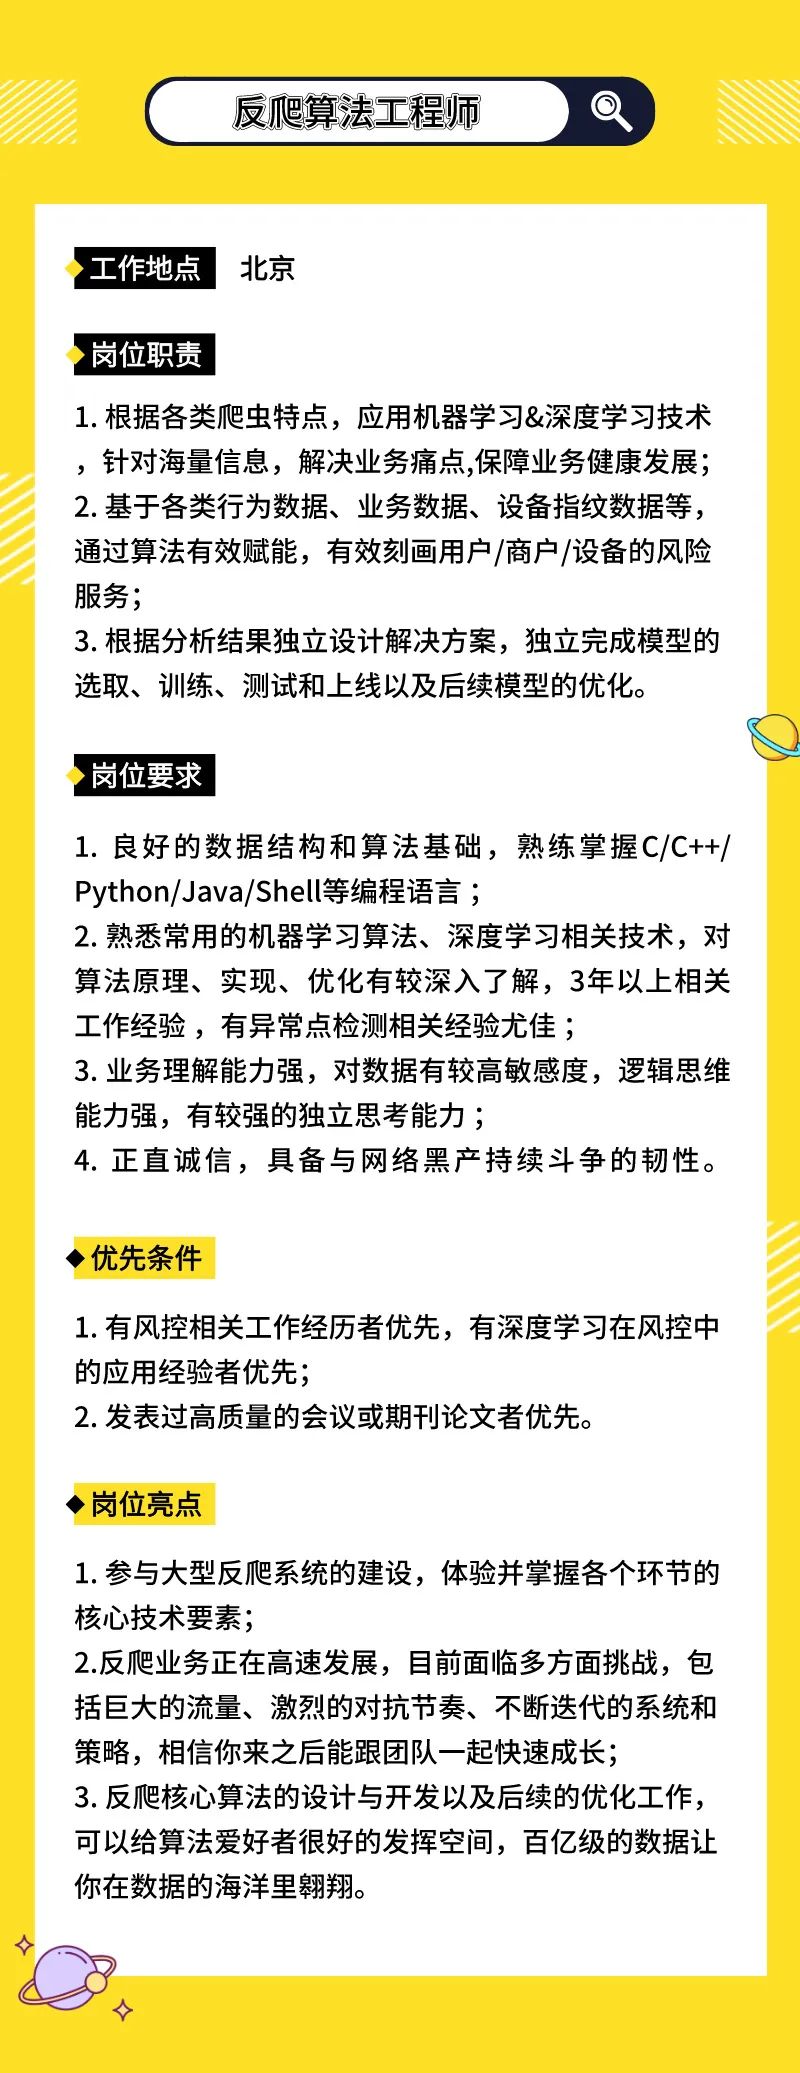 反爬算法工程师
工作地点 北京
岗位职责
1. 根据各类爬虫特点，应用机器学习&深度学习技术
，针对海量信息，解决业务痛点,保障业务健康发展；
2. 基于各类行为数据、业务数据、设备指纹数据等，
通过算法有效赋能，有效刻画用户/商户/设备的风险
服务；
3. 根据分析结果独立设计解决方案，独立完成模型的
选取、训练、测试和上线以及后续模型的优化。
岗位要求
1. 良好的数据结构和算法基础，熟练掌握C/C++/
Python/Java/Shell等编程语言；
2. 熟悉常用的机器学习算法、深度学习相关技术，对
算法原理、实现、优化有较深入了解，3年以上相关
工作经验 ，有异常点检测相关经验尤佳；
3. 业务理解能力强，对数据有较高敏感度，逻辑思维
能力强，有较强的独立思考能力；
4. 正直诚信，具备与网络黑产持续斗争的韧性。
优先条件
1. 有风控相关工作经历者优先，有深度学习在风控中
的应用经验者优先；
2. 发表过高质量的会议或期刊论文者优先。
岗位亮点
1. 参与大型反爬系统的建设，体验并掌握各个环节的
核心技术要素；
2.反爬业务正在高速发展，目前面临多方面挑战，包
括巨大的流量、激烈的对抗节奏、不断迭代的系统和
策略，相信你来之后能跟团队一起快速成长；
3. 反爬核心算法的设计与开发以及后续的优化工作，
可以给算法爱好者很好的发挥空间，百亿级的数据让
你在数据的海洋里翱翔。